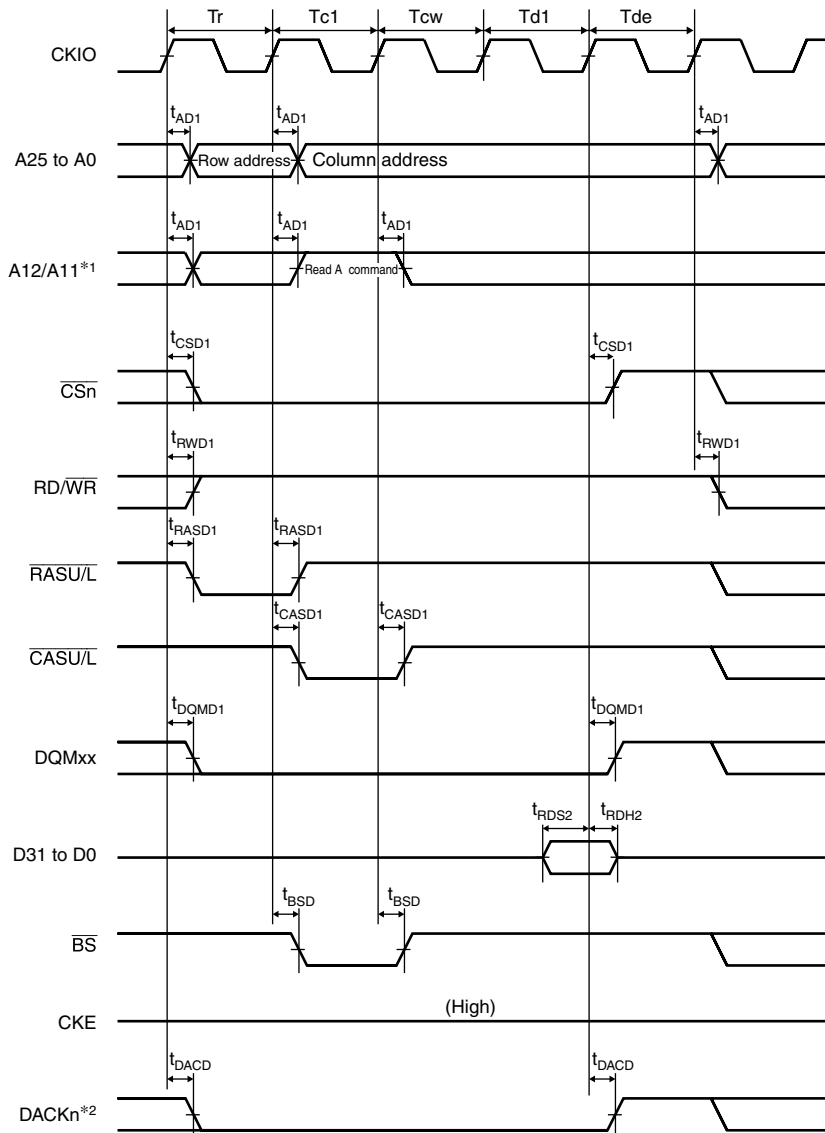 Tr Tc1 Tcw Td1 Tde
CKIO
tAD1 tAD1 tAD1
A25 to A0 Row address Column address
tAD1 tAD1 tAD1
A12/A11*1 Read A command
tCSD1 tCSD1
CSn
tRWD1 tRWD1
RD/WR
tRASD1 tRASD1
RASU/L
tCASD1 tCASD1
CASU/L
tDQMD1 tDQMD1
DQMxx
tRDS2 tRDH2
D31 to D0
tBSD tBSD
BS
(High)
CKE
tDACD tDACD
DACKn*2